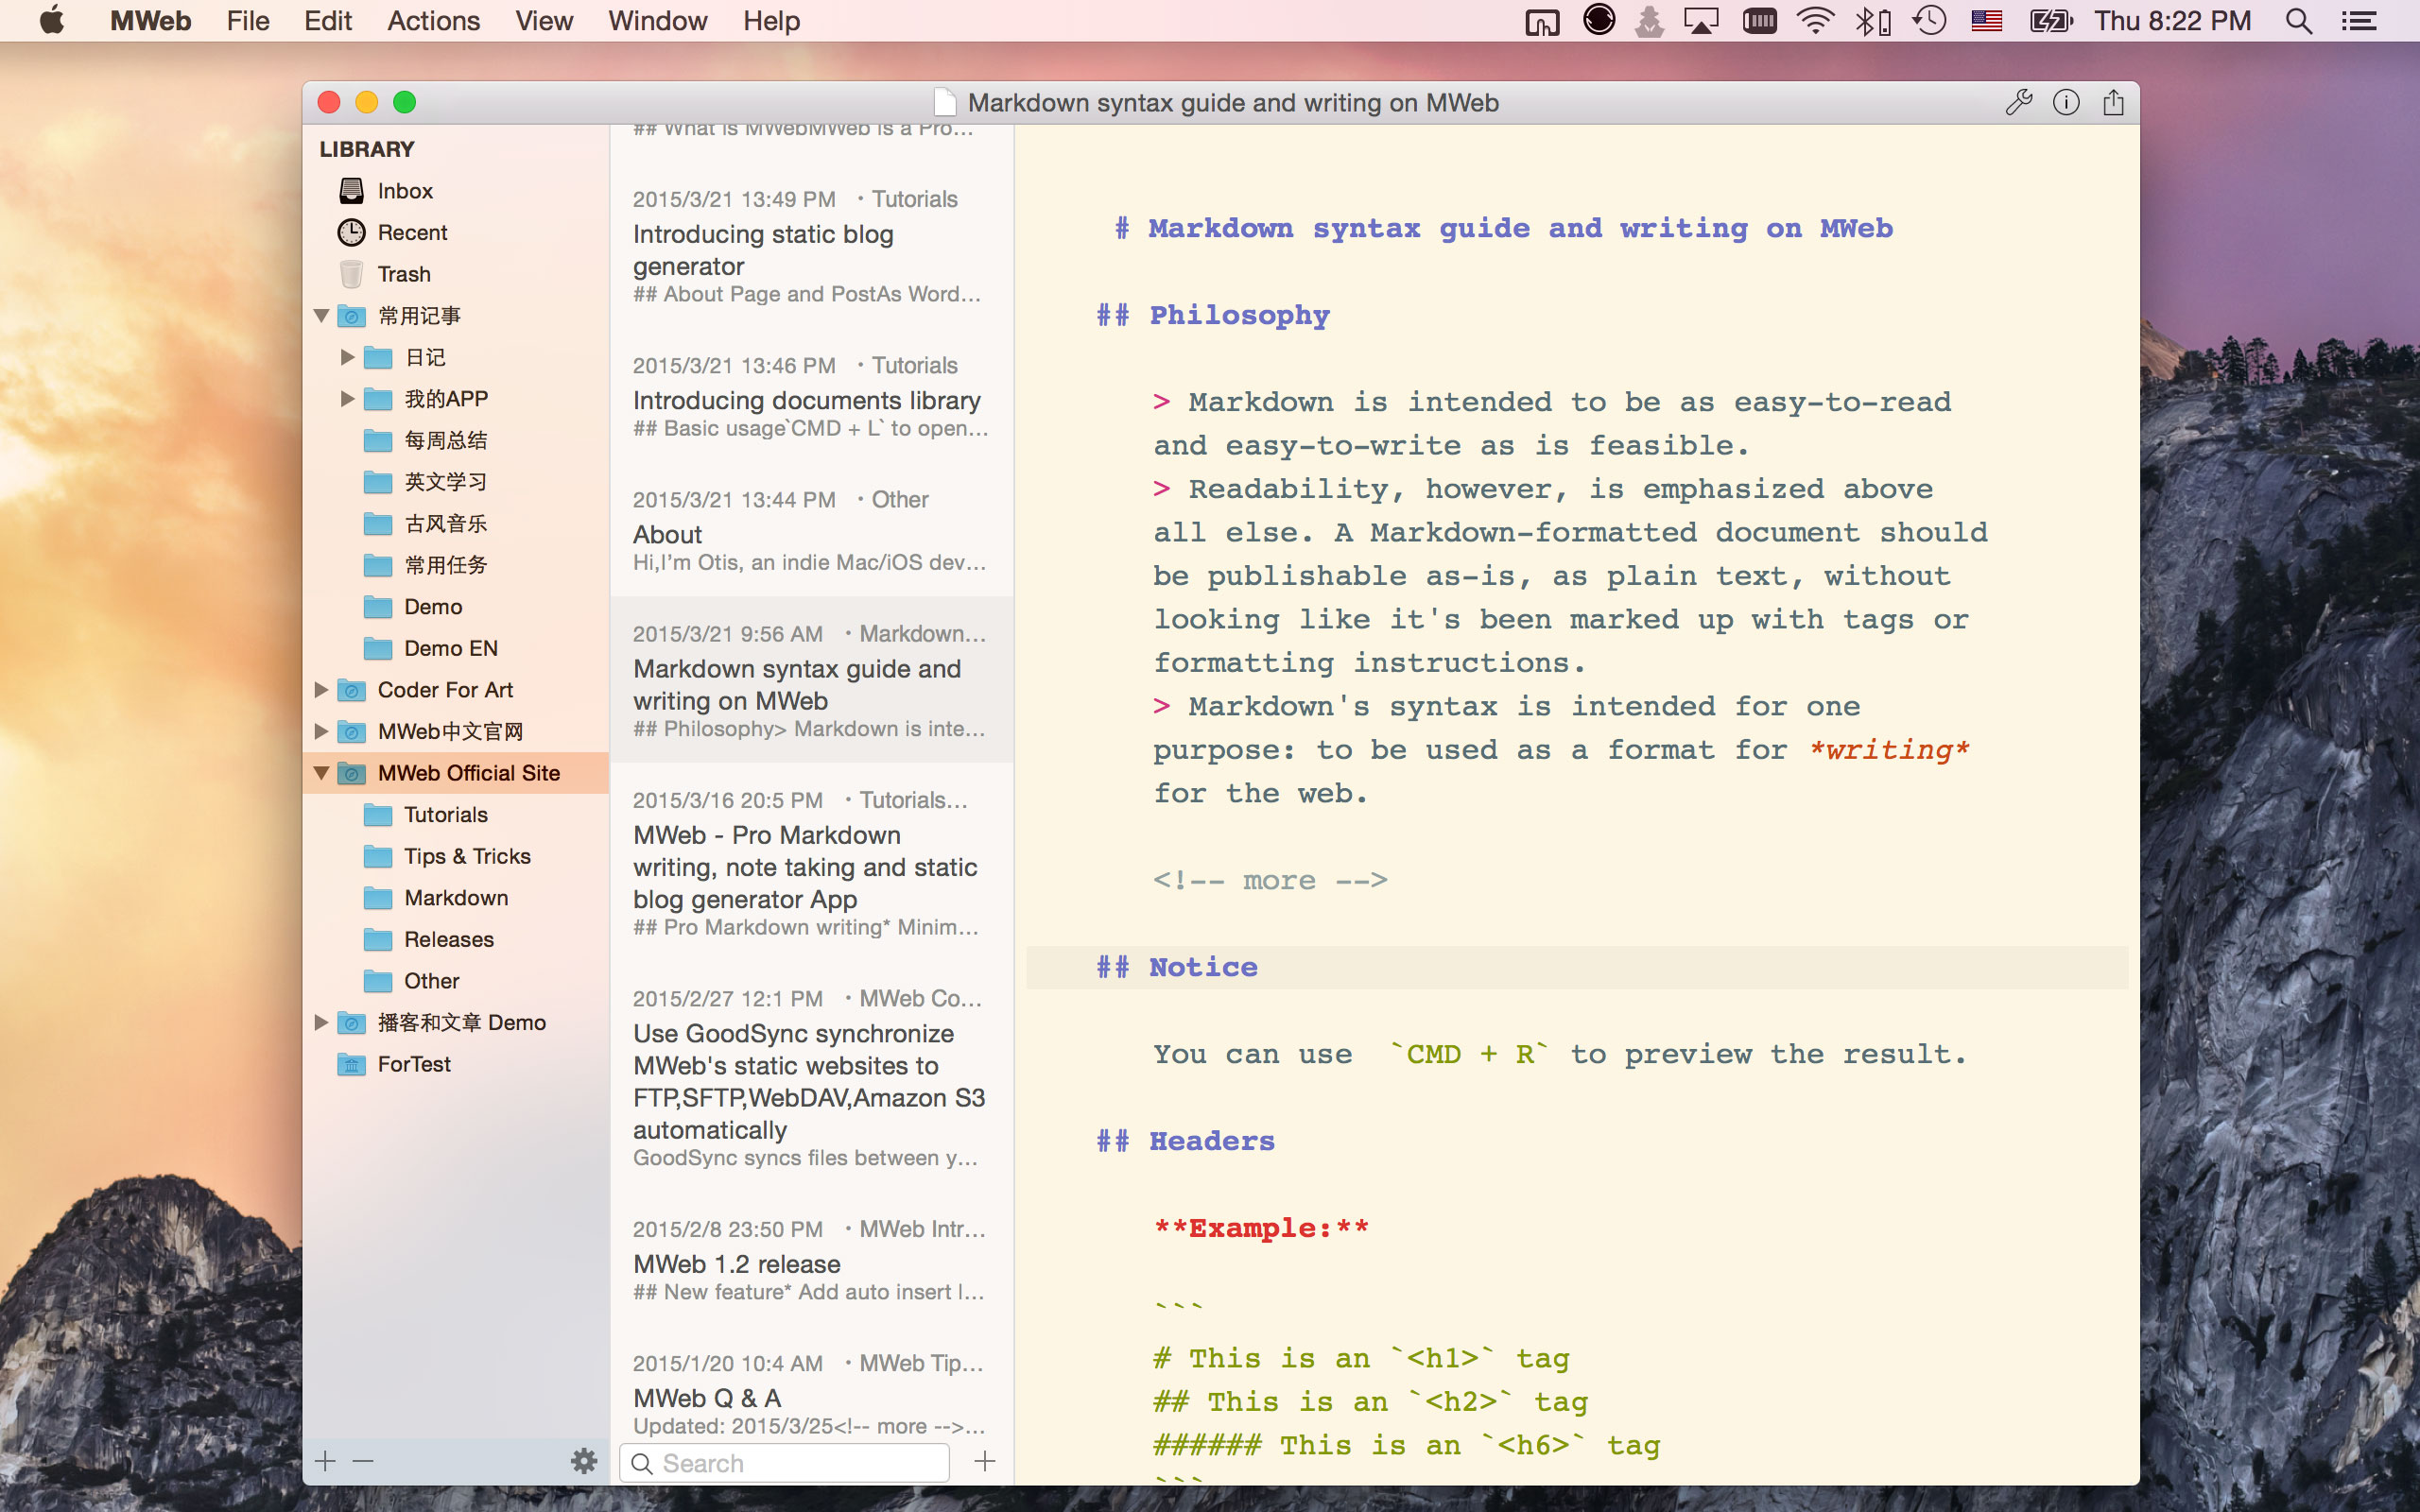 MWeb File Edit Actions View Window Help Thu 8:22 PM
Markdown syntax guide and writing on MWeb
LIBRARY
Inbox
Recent
Trash
常用记事
日记
我的APP
每周总结
英文学习
古风音乐
常用任务
Demo
Demo EN
Coder For Art
MWeb中文官网
MWeb Official Site
Tutorials
Tips & Tricks
Markdown
Releases
Other
播客和文章 Demo
ForTest
## What is MWebMWeb is a Pro...
2015/3/21 13:49 PM • Tutorials
Introducing static blog
generator
## About Page and PostAs Word...
2015/3/21 13:46 PM • Tutorials
Introducing documents library
## Basic usage`CMD + L` to open...
2015/3/21 13:44 PM • Other
About
Hi,I'm Otis, an indie Mac/iOS dev...
2015/3/21 9:56 AM • Markdown...
Markdown syntax guide and
writing on MWeb
## Philosophy> Markdown is inte...
2015/3/16 20:5 PM • Tutorials...
MWeb - Pro Markdown
writing, note taking and static
blog generator App
## Pro Markdown writing* Minim...
2015/2/27 12:1 PM • MWeb Co...
Use GoodSync synchronize
MWeb's static websites to
FTP,SFTP,WebDAV,Amazon S3
automatically
GoodSync syncs files between y...
2015/2/8 23:50 PM • MWeb Intr...
MWeb 1.2 release
## New feature* Add auto insert l...
2015/1/20 10:4 AM • MWeb Tip...
MWeb Q & A
Updated: 2015/3/25<!-- more -->...
Search
# Markdown syntax guide and writing on MWeb
## Philosophy
> Markdown is intended to be as easy-to-read
and easy-to-write as is feasible.
> Readability, however, is emphasized above
all else. A Markdown-formatted document should
be publishable as-is, as plain text, without
looking like it's been marked up with tags or
formatting instructions.
> Markdown's syntax is intended for one
purpose: to be used as a format for *writing*
for the web.
<!-- more -->
## Notice
You can use `CMD + R` to preview the result.
## Headers
**Example:**
```
# This is an `<h1>` tag
## This is an `<h2>` tag
###### This is an `<h6>` tag
```